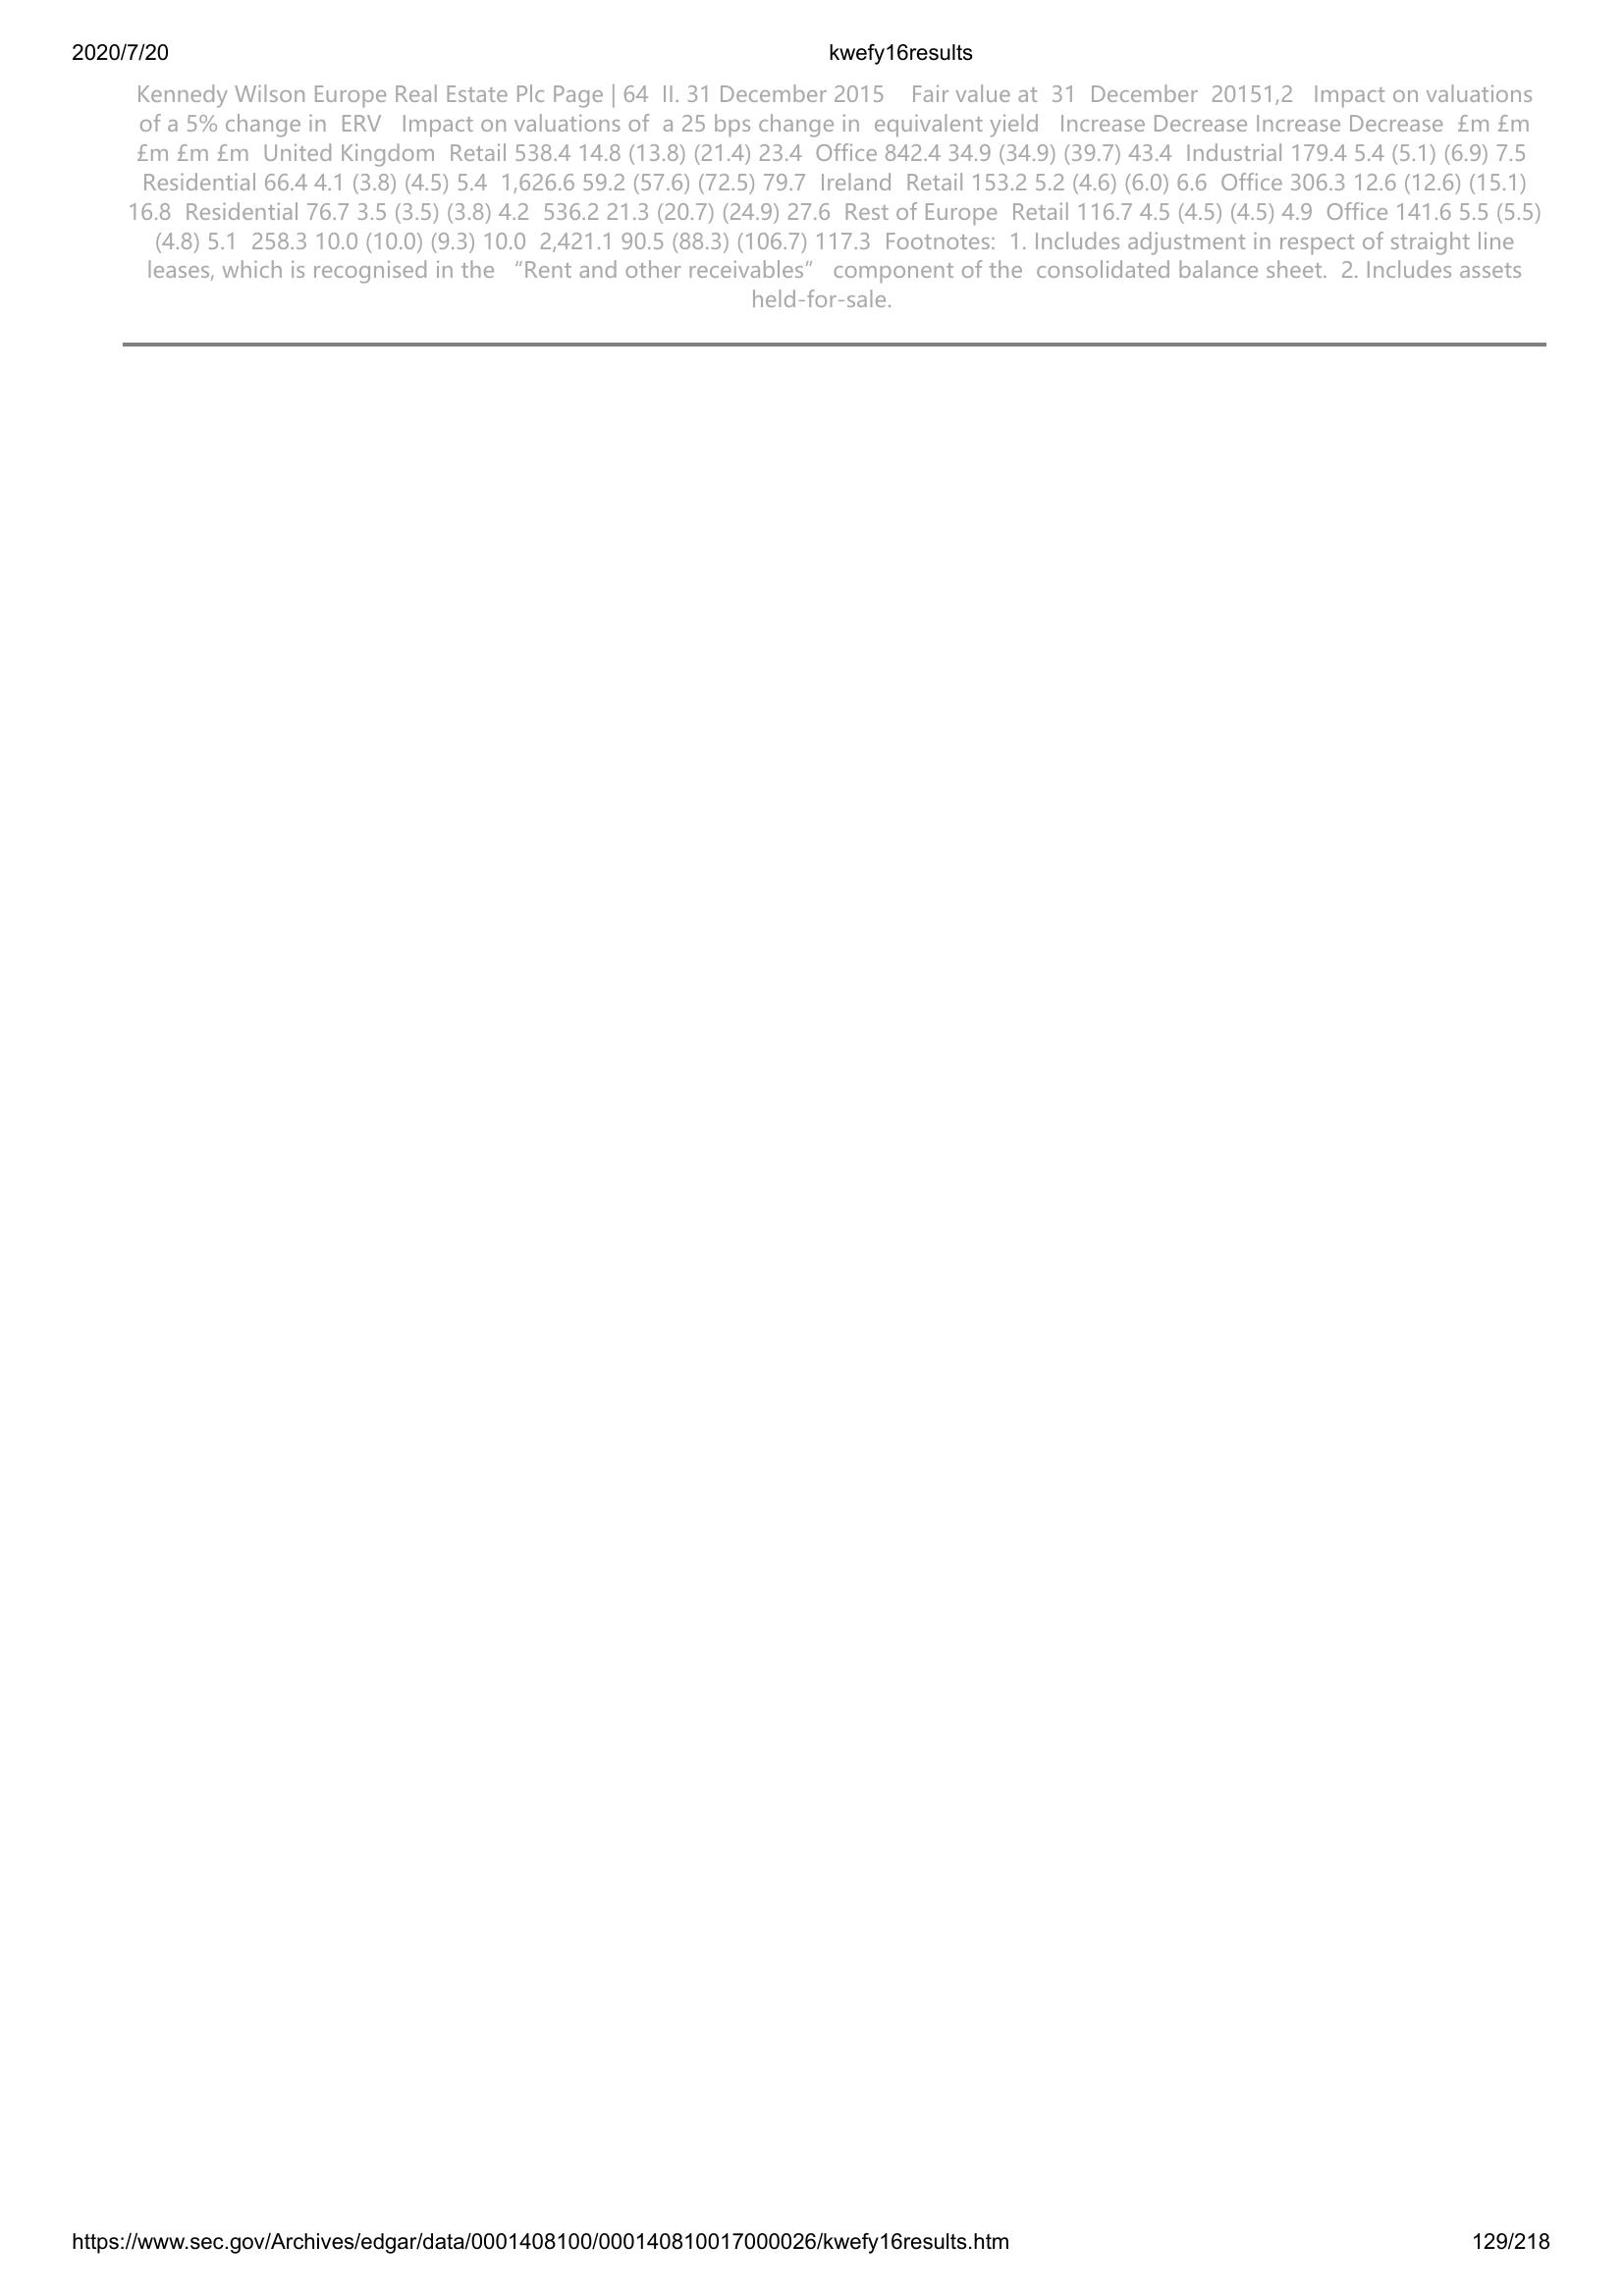 2020/7/20 kwefy16results
Kennedy Wilson Europe Real Estate Plc Page | 64 II. 31 December 2015 Fair value at 31 December 20151,2 Impact on valuations
of a 5% change in ERV Impact on valuations of a 25 bps change in equivalent yield Increase Decrease Increase Decrease £m £m
£m £m £m United Kingdom Retail 538.4 14.8 (13.8) (21.4) 23.4 Office 842.4 34.9 (34.9) (39.7) 43.4 Industrial 179.4 5.4 (5.1) (6.9) 7.5
Residential 66.4 4.1 (3.8) (4.5) 5.4 1,626.6 59.2 (57.6) (72.5) 79.7 Ireland Retail 153.2 5.2 (4.6) (6.0) 6.6 Office 306.3 12.6 (12.6) (15.1)
16.8 Residential 76.7 3.5 (3.5) (3.8) 4.2 536.2 21.3 (20.7) (24.9) 27.6 Rest of Europe Retail 116.7 4.5 (4.5) (4.5) 4.9 Office 141.6 5.5 (5.5)
(4.8) 5.1 258.3 10.0 (10.0) (9.3) 10.0 2,421.1 90.5 (88.3) (106.7) 117.3 Footnotes: 1. Includes adjustment in respect of straight line
leases, which is recognised in the “Rent and other receivables” component of the consolidated balance sheet. 2. Includes assets
held-for-sale.
https://www.sec.gov/Archives/edgar/data/0001408100/000140810017000026/kwefy16results.htm 129/218